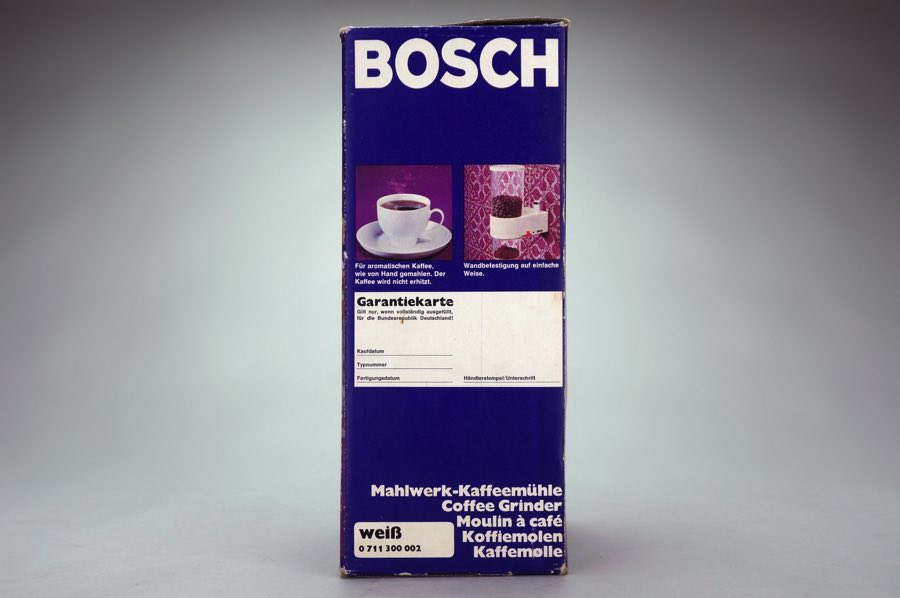 BOSCH
Für aromatischen Kaffee,
wie von Hand gemahlen. Der
Kaffee wird nicht erhitzt.
Wandbefestigung auf einfache
Weise.
Garantiekarte
Gilt nur, wenn vollständig ausgefüllt,
für die Bundesrepublik Deutschland!
Kaufdatum
Typnummer
Fertigungsdatum
Händlerstempel/Unterschrift
Mahlwerk-Kaffeemühle
Coffee Grinder
Moulin à café
Koffiemolen
Kaffemølle
weiß
0 711 300 002